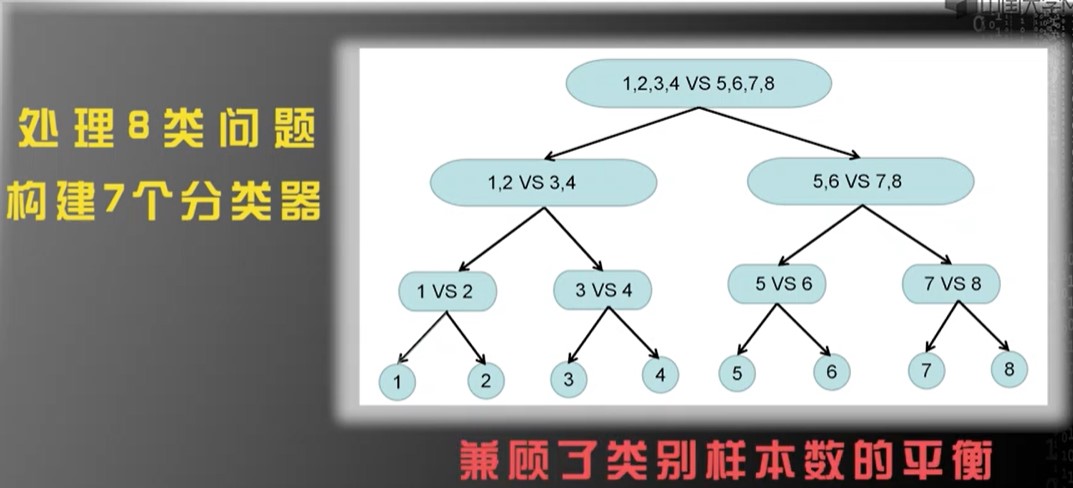 处理8类问题
构建7个分类器
1,2,3,4 VS 5,6,7,8
1,2 VS 3,4
5,6 VS 7,8
1 VS 2
3 VS 4
5 VS 6
7 VS 8
1
2
3
4
5
6
7
8
兼顾了类别样本数的平衡